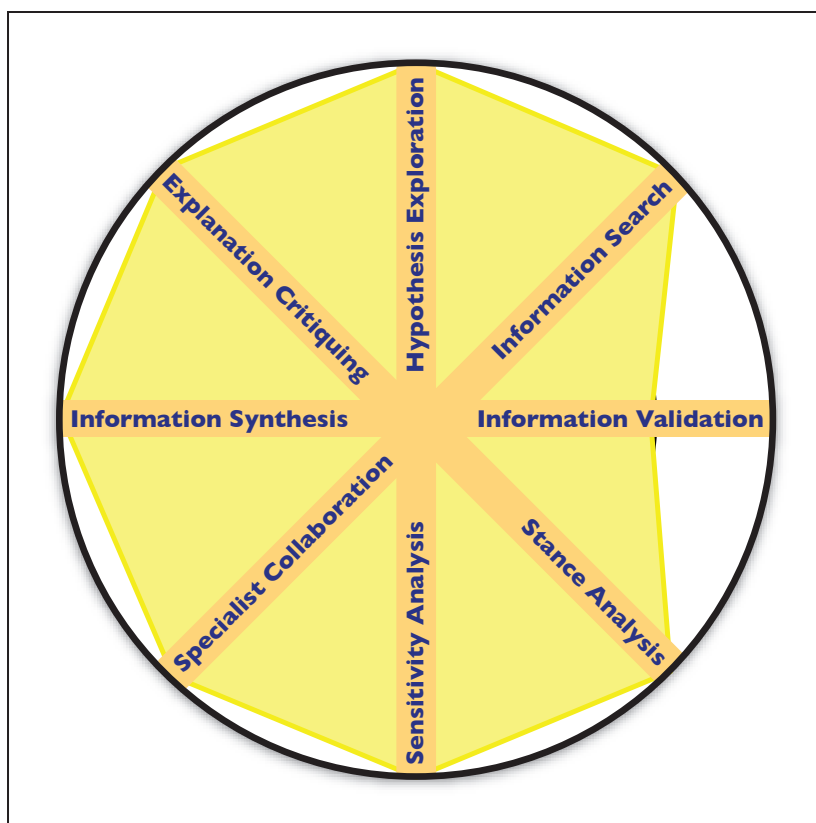 Hypothesis Exploration
Information Search
Explanation Critiquing
Information Synthesis
Information Validation
Specialist Collaboration
Sensitivity Analysis
Stance Analysis